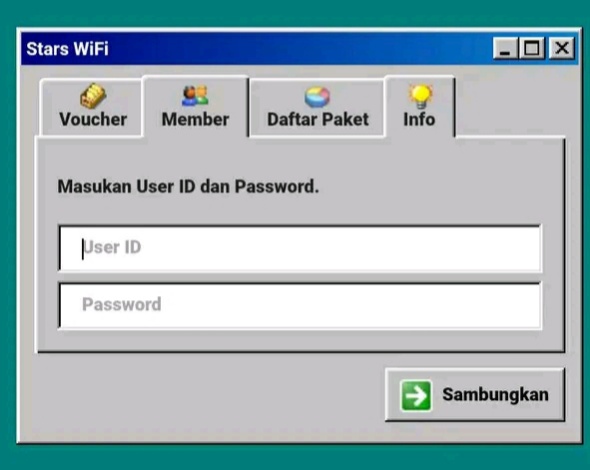 Stars WiFi
Voucher Member Daftar Paket Info
Masukan User ID dan Password.
User ID
Password
Sambungkan